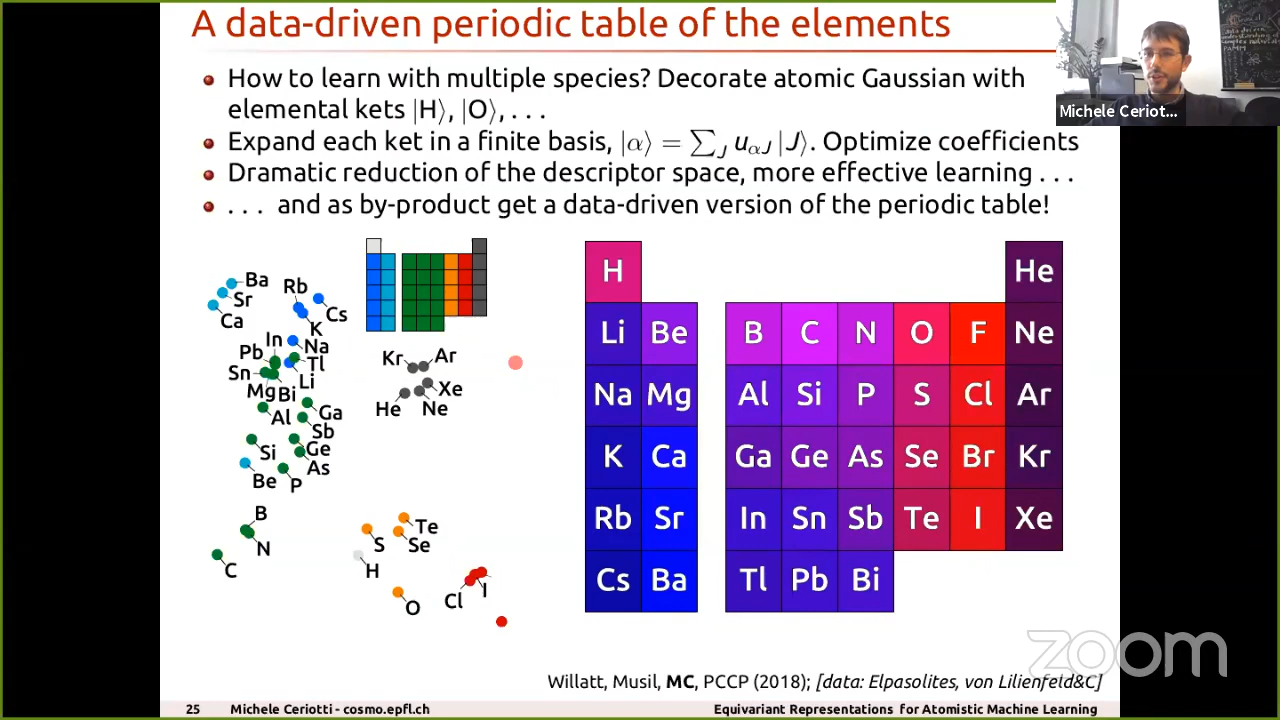 A data-driven periodic table of the elements
How to learn with multiple species? Decorate atomic Gaussian with
elemental kets |H⟩, |O⟩, . . .
Expand each ket in a finite basis, |α⟩ = ∑J uαJ |J⟩. Optimize coefficients
Dramatic reduction of the descriptor space, more effective learning . . .
. . . and as by-product get a data-driven version of the periodic table!
Michele Ceriot...
Ba
Sr
Ca
Rb
Cs
K
In
Na
Pb
Tl
Sn
Li
Mg Bi
Al
Ga
Sb
Si
Ge
As
Be
P
B
N
C
Kr Ar
Xe
He Ne
Te
S Se
H
O
Cl I
H He
Li Be B C N O F Ne
Na Mg Al Si P S Cl Ar
K Ca Ga Ge As Se Br Kr
Rb Sr In Sn Sb Te I Xe
Cs Ba Tl Pb Bi
zoom
Willatt, Musil, MC, PCCP (2018); [data: Elpasolites, von Lilienfeld&C]
25 Michele Ceriotti - cosmo.epfl.ch Equivariant Representations for Atomistic Machine Learning